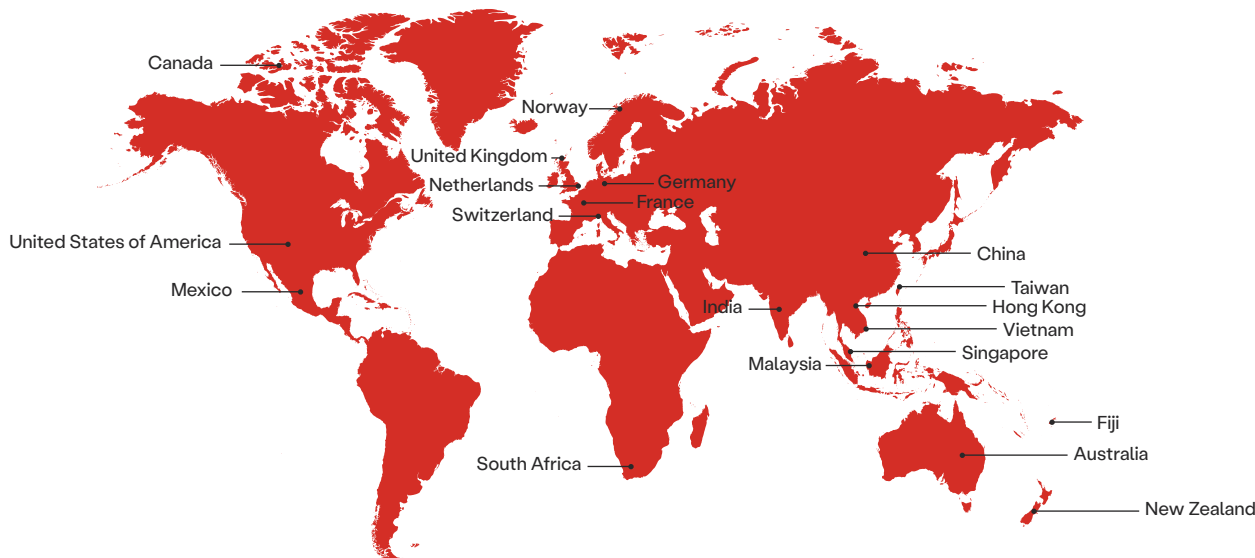 Canada
Norway
United Kingdom
Netherlands
Germany
France
Switzerland
United States of America
China
Mexico
Taiwan
India
Hong Kong
Vietnam
Singapore
Malaysia
Fiji
Australia
South Africa
New Zealand